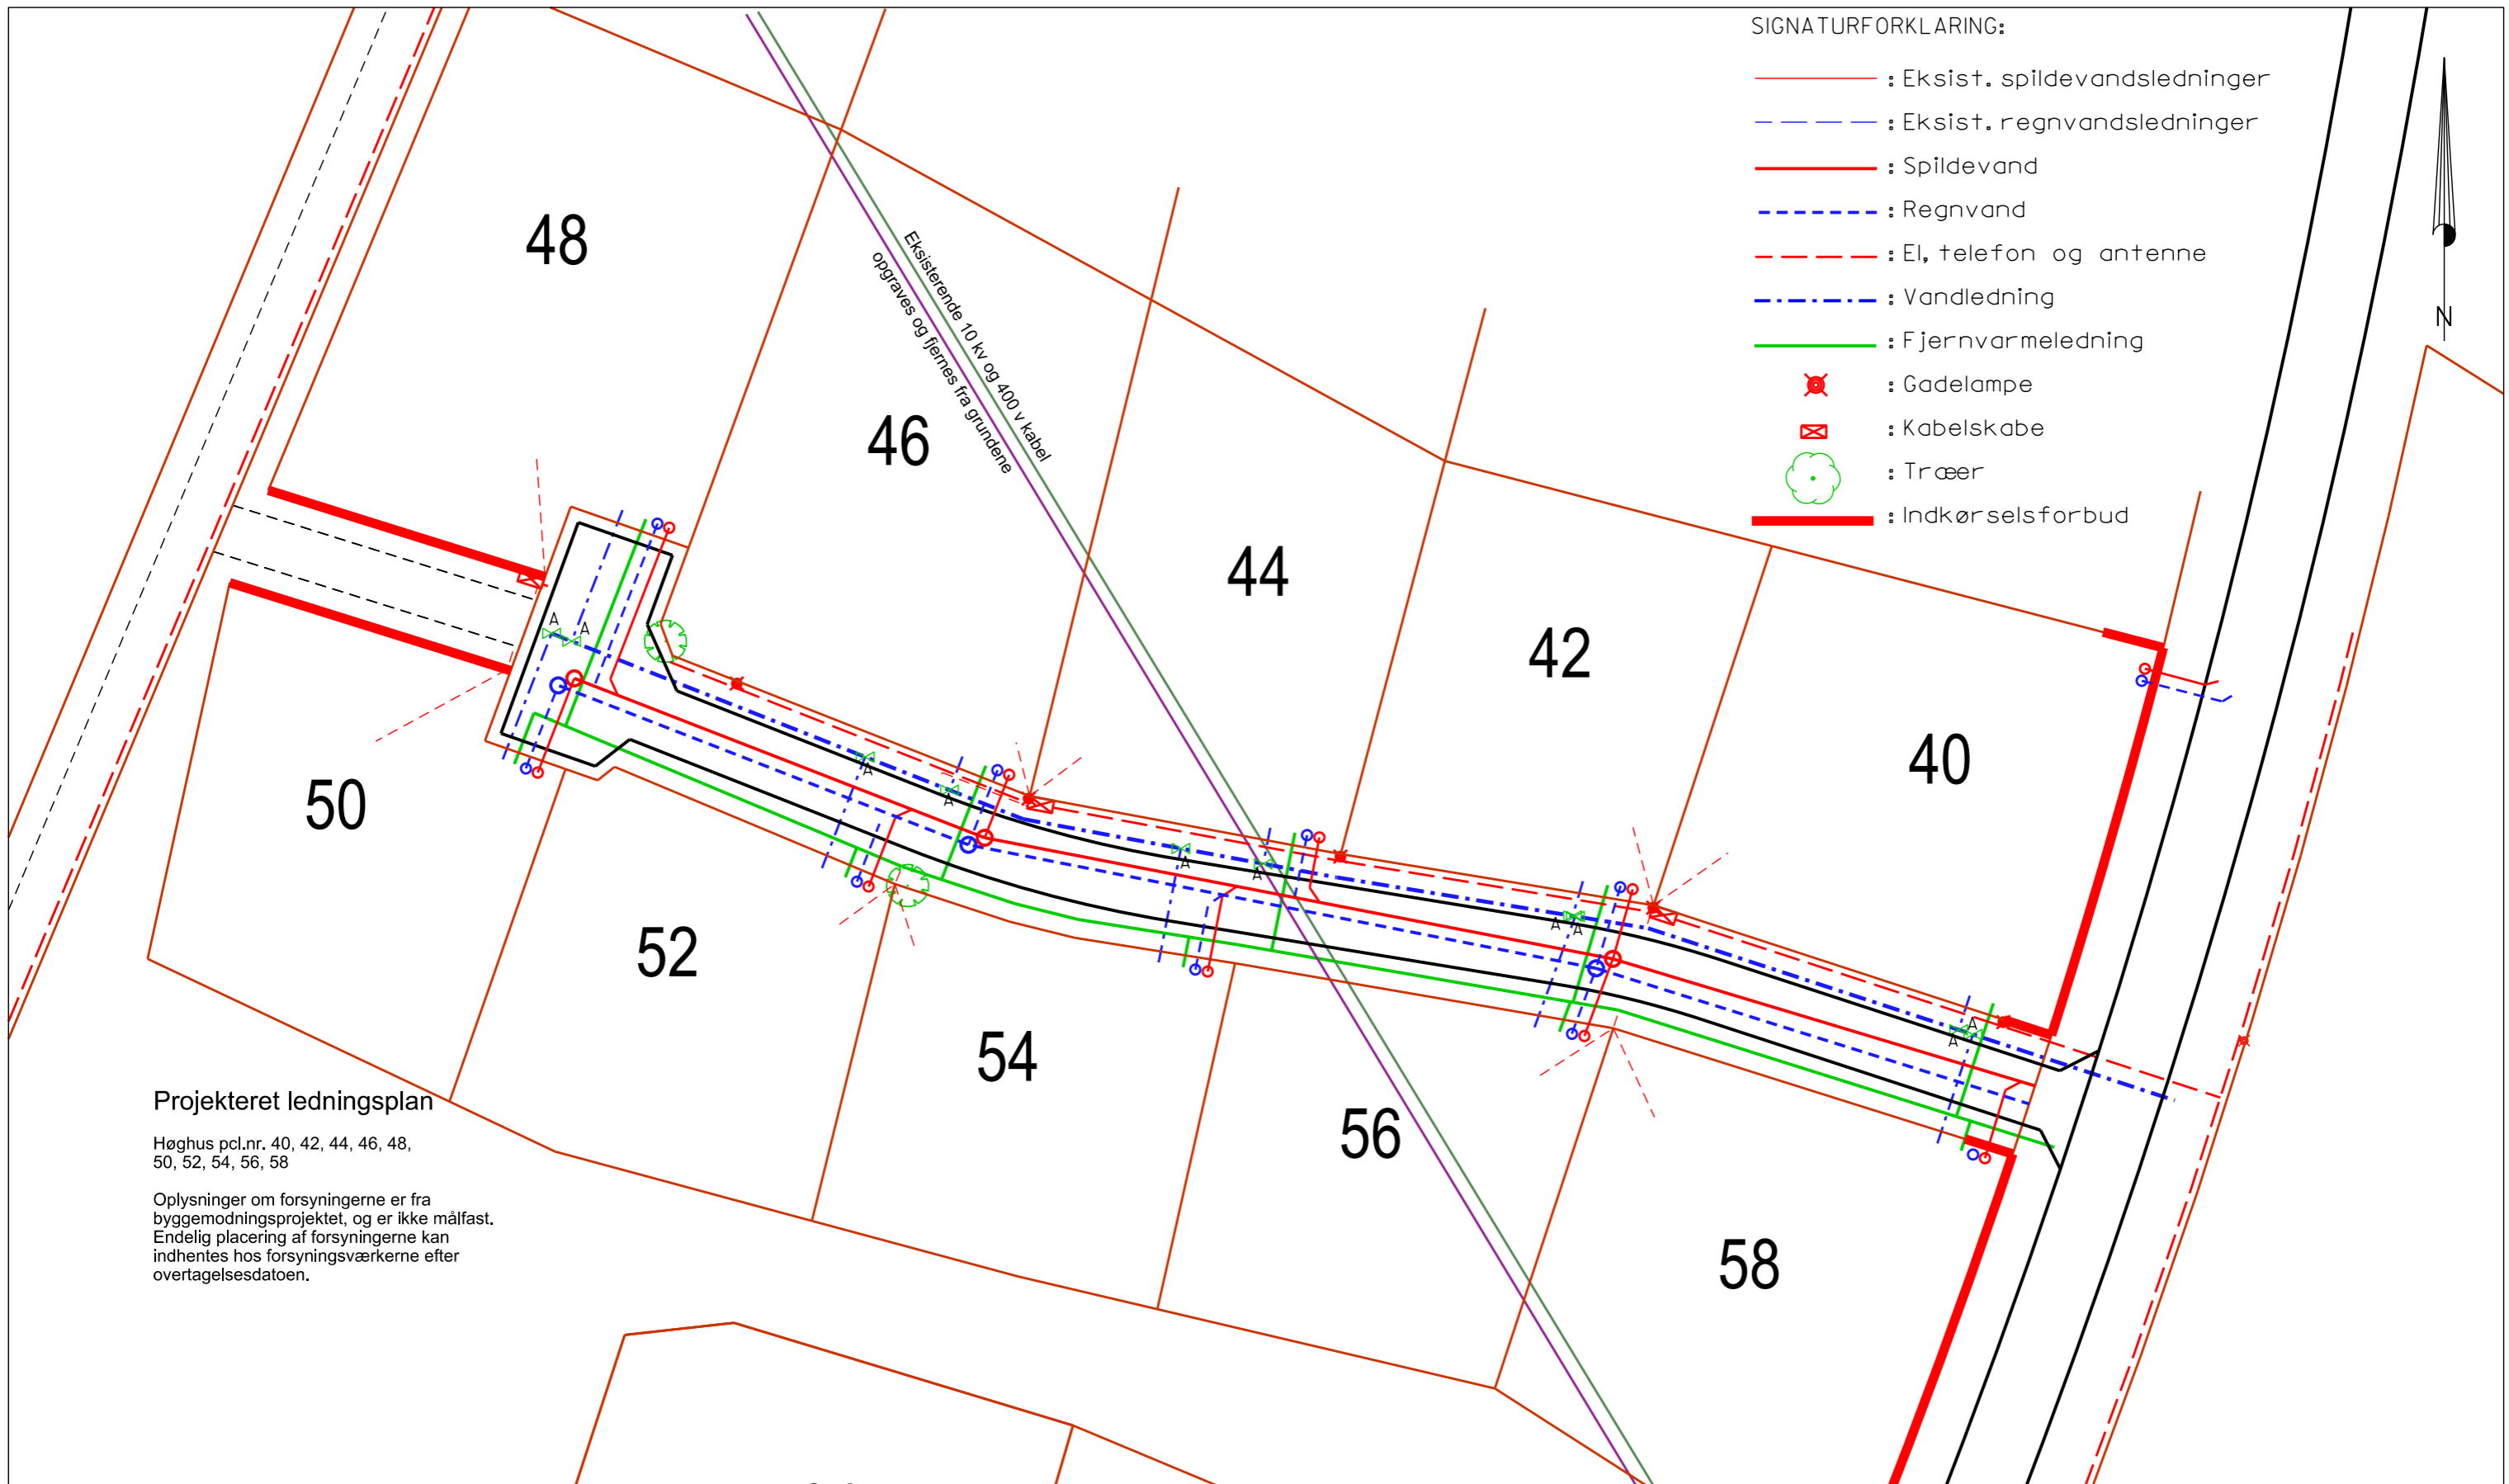 SIGNATURFORKLARING:
: Eksist. spildevandsledninger
: Eksist. regnvandsledninger
: Spildevand
: Regnvand
: El, telefon og antenne
: Vandledning
: Fjernvarmeledning
: Gadelampe
: Kabelskabe
: Træer
: Indkørselsforbud
N
48
Eksisterende 10 kv og 400 v kabel
opgraves og fjernes fra grundene
46
44
42
40
A
A
A
A
A
A
A
A
A
A
50
52
54
56
58
Projekteret ledningsplan
Høghus pcl.nr. 40, 42, 44, 46, 48,
50, 52, 54, 56, 58
Oplysninger om forsyningerne er fra
byggemodningsprojektet, og er ikke målfast.
Endelig placering af forsyningerne kan
indhentes hos forsyningsværkerne efter
overtagelsesdatoen.